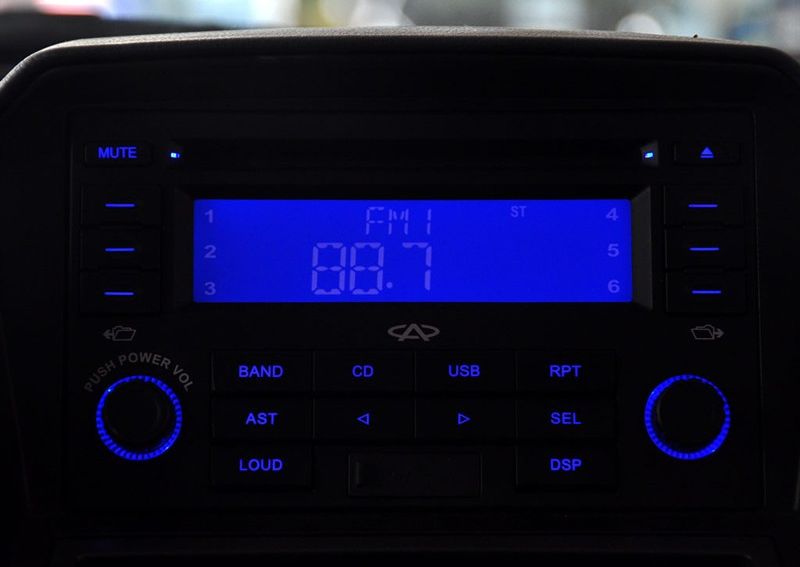 MUTE
1 FM1 ST 4
2 88.7 5
3 6
PUSH POWER VOL
BAND CD USB RPT
AST SEL
LOUD DSP